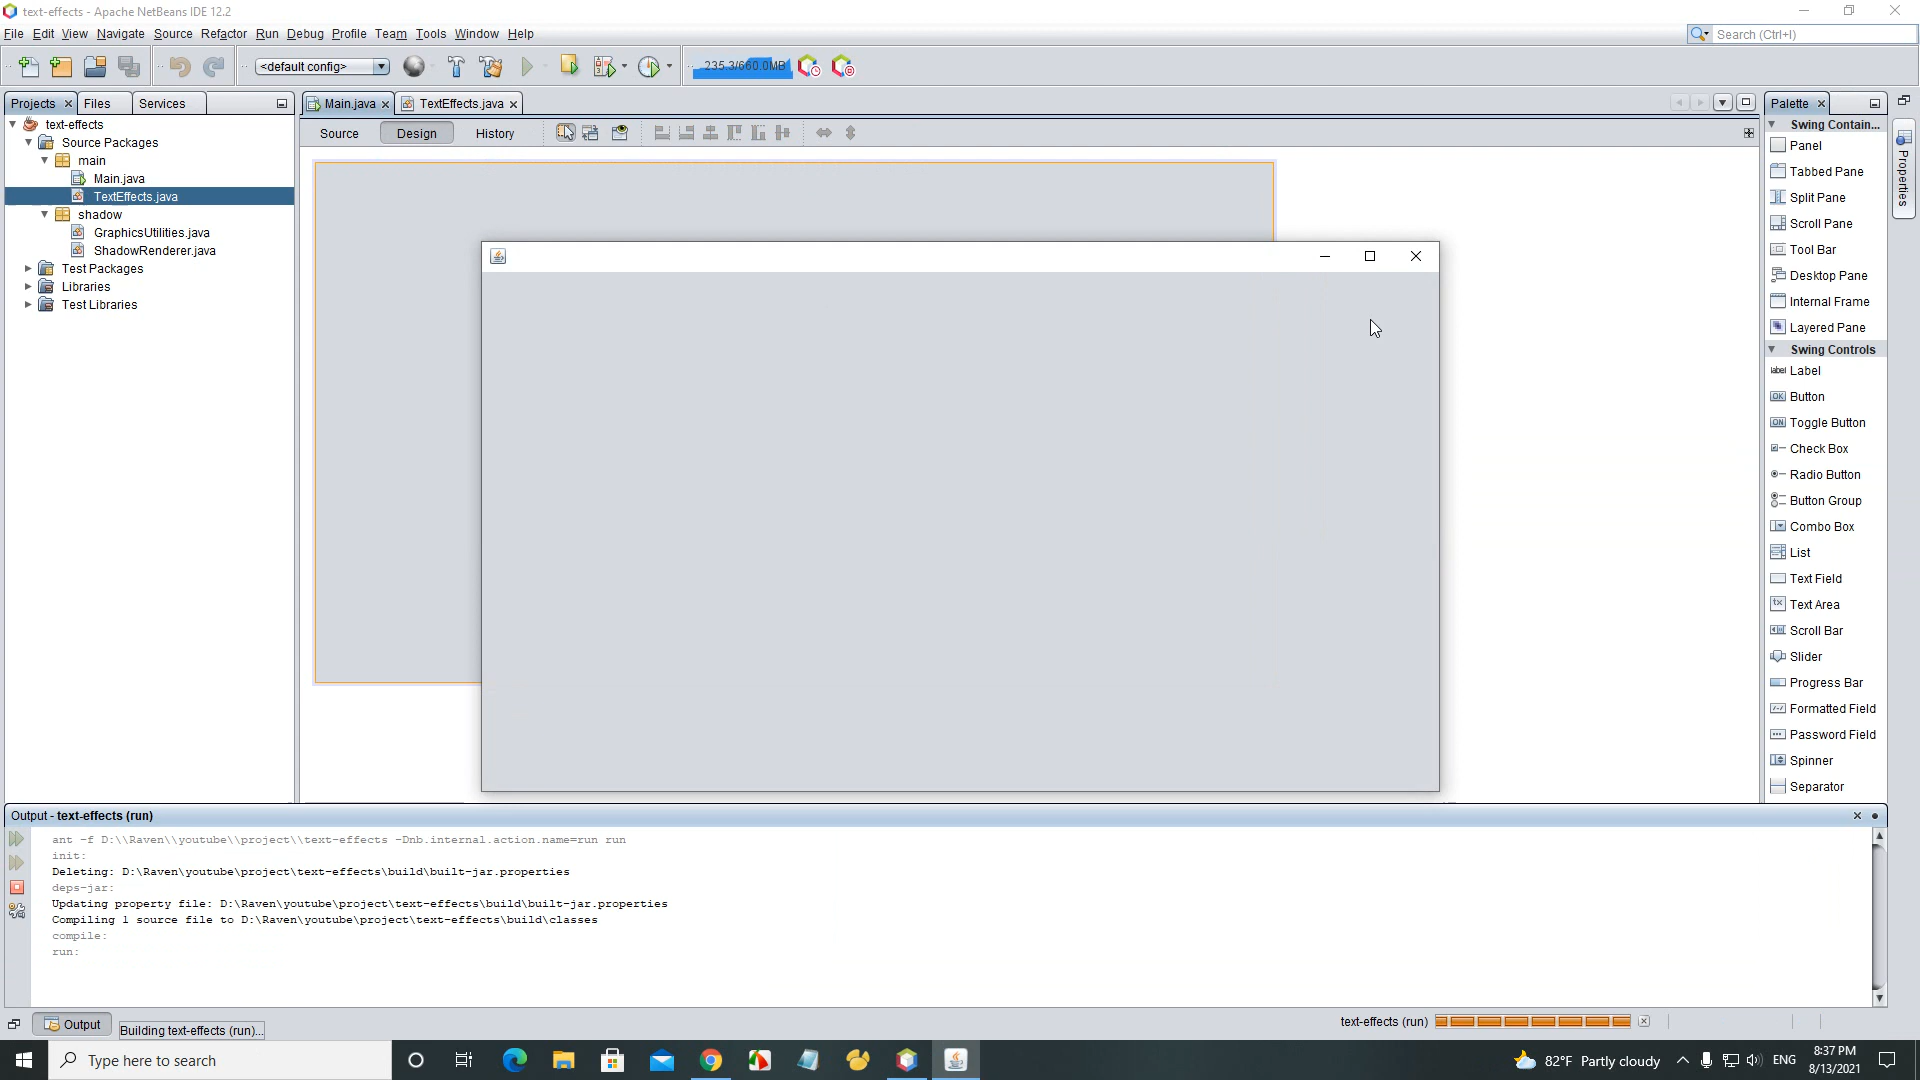 text-effects - Apache NetBeans IDE 12.2
File Edit View Navigate Source Refactor Run Debug Profile Team Tools Window Help
Search (Ctrl+I)
<default config>
235.3/660.0MB
Projects Files Services
Main.java TextEffects.java
Palette
Source Design History
text-effects
Source Packages
main
Main.java
TextEffects.java
shadow
GraphicsUtilities.java
ShadowRenderer.java
Test Packages
Libraries
Test Libraries
Swing Contain...
Panel
Tabbed Pane
Split Pane
Scroll Pane
Tool Bar
Desktop Pane
Internal Frame
Layered Pane
Swing Controls
label Label
OK Button
ON Toggle Button
Check Box
Radio Button
Button Group
Combo Box
List
Text Field
Text Area
Scroll Bar
Slider
Progress Bar
Formatted Field
Password Field
Spinner
Separator
Properties
Output - text-effects (run)
ant -f D:\\Raven\\youtube\\project\\text-effects -Dnb.internal.action.name=run run
init:
Deleting: D:\Raven\youtube\project\text-effects\build\built-jar.properties
deps-jar:
Updating property file: D:\Raven\youtube\project\text-effects\build\built-jar.properties
Compiling 1 source file to D:\Raven\youtube\project\text-effects\build\classes
compile:
run:
Output
Building text-effects (run)...
text-effects (run)
Type here to search
82°F Partly cloudy
ENG
8:37 PM
8/13/2021